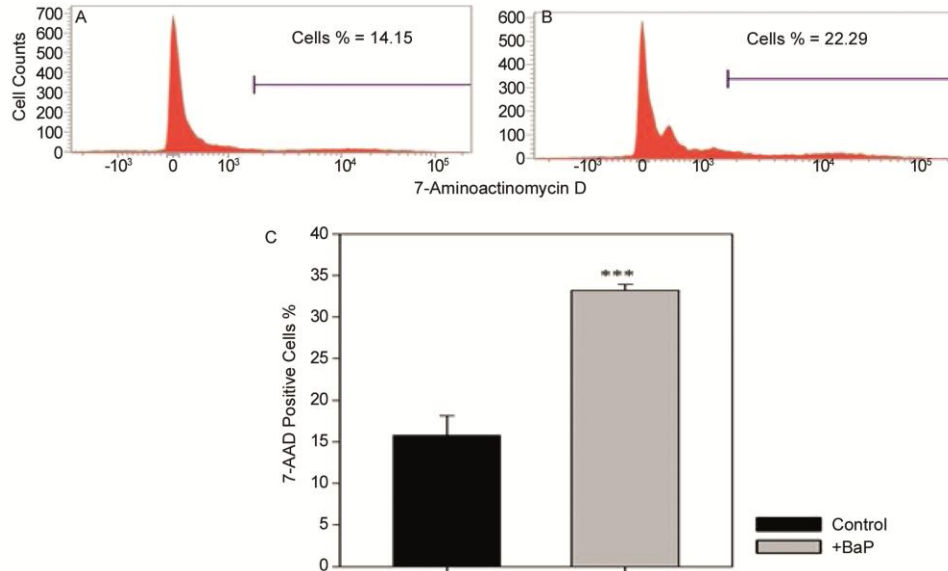 A
Cell Counts
700
600
500
400
300
200
100
0
Cells % = 14.15
-10³ 0 10³ 10⁴ 10⁵
B
600
500
400
300
200
100
0
Cells % = 22.29
-10³ 0 10³ 10⁴ 10⁵
7-Aminoactinomycin D
C
7-AAD Positive Cells %
40
35
30
25
20
15
10
5
0
***
Control
+BaP